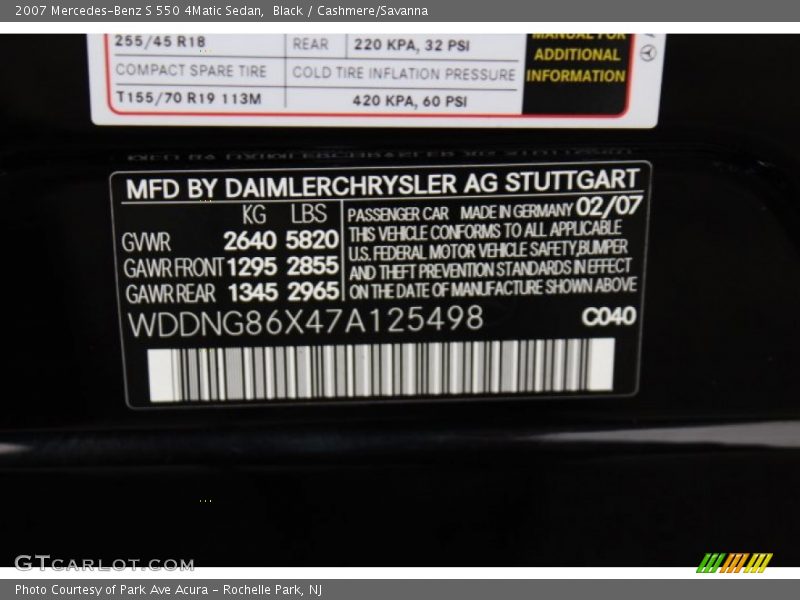 2007 Mercedes-Benz S 550 4Matic Sedan, Black / Cashmere/Savanna
255/45 R18 REAR 220 KPA, 32 PSI
COMPACT SPARE TIRE COLD TIRE INFLATION PRESSURE
T155/70 R19 113M 420 KPA, 60 PSI
MANUAL FOR
ADDITIONAL
INFORMATION
MFD BY DAIMLERCHRYSLER AG STUTTGART
KG LBS
GVWR 2640 5820
GAWR FRONT 1295 2855
GAWR REAR 1345 2965
PASSENGER CAR MADE IN GERMANY 02/07
THIS VEHICLE CONFORMS TO ALL APPLICABLE
U.S. FEDERAL MOTOR VEHICLE SAFETY,BUMPER
AND THEFT PREVENTION STANDARDS IN EFFECT
ON THE DATE OF MANUFACTURE SHOWN ABOVE
WDDNG86X47A125498 C040
GTCARLOT.COM
Photo Courtesy of Park Ave Acura - Rochelle Park, NJ